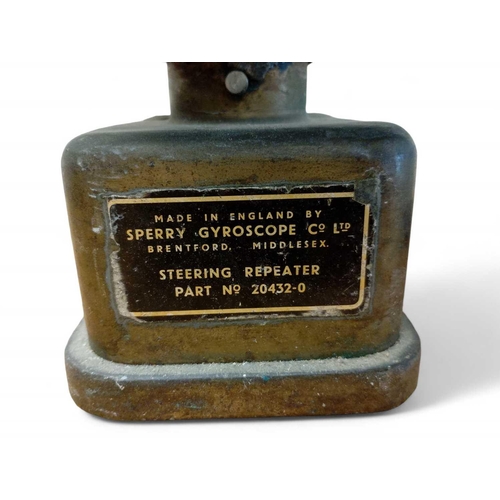 MADE IN ENGLAND BY
SPERRY GYROSCOPE Cº LTD
BRENTFORD, MIDDLESEX.
STEERING REPEATER
PART Nº 20432-0